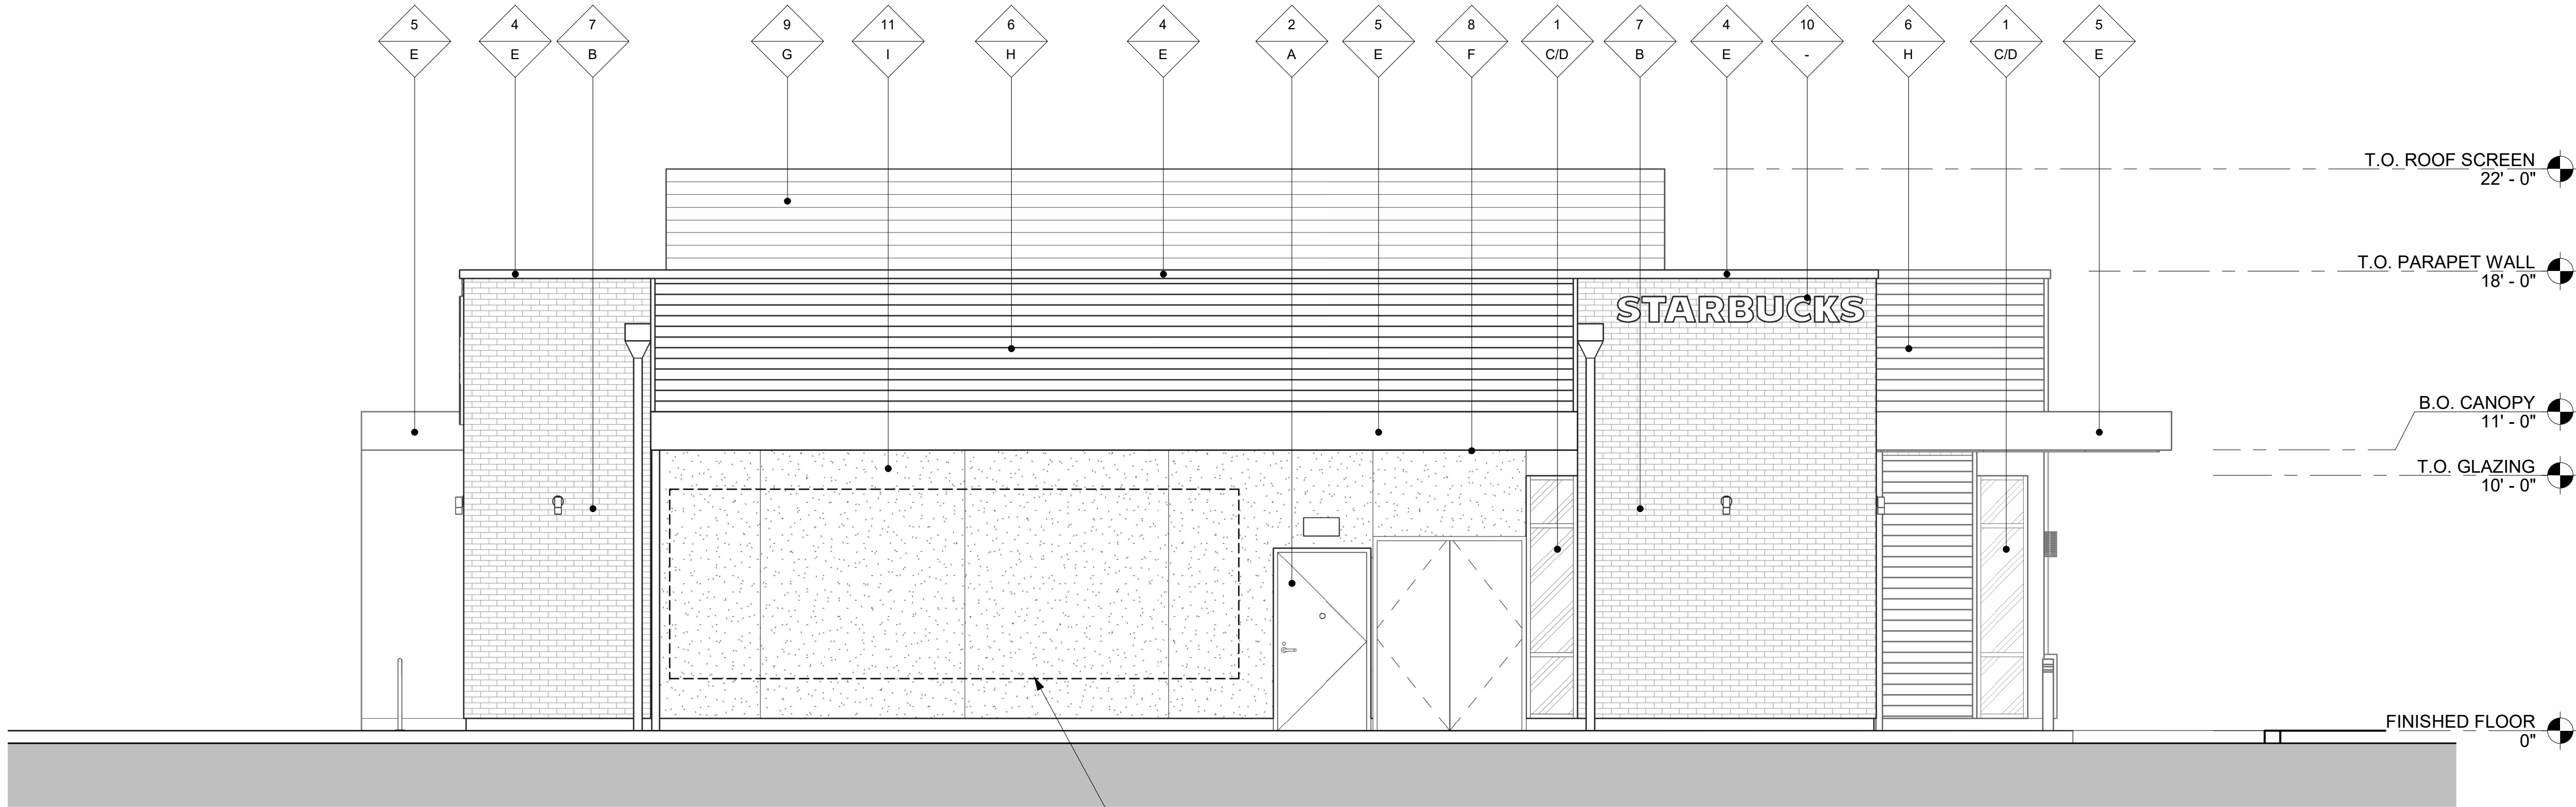 5 4 7 9 11 6 4 2 5 8 1 7 4 10 6 1 5
E E B G I H E A E F C/D B E - H C/D E
T.O. ROOF SCREEN
22' - 0"
T.O. PARAPET WALL
18' - 0"
STARBUCKS
B.O. CANOPY
11' - 0"
T.O. GLAZING
10' - 0"
FINISHED FLOOR
0"